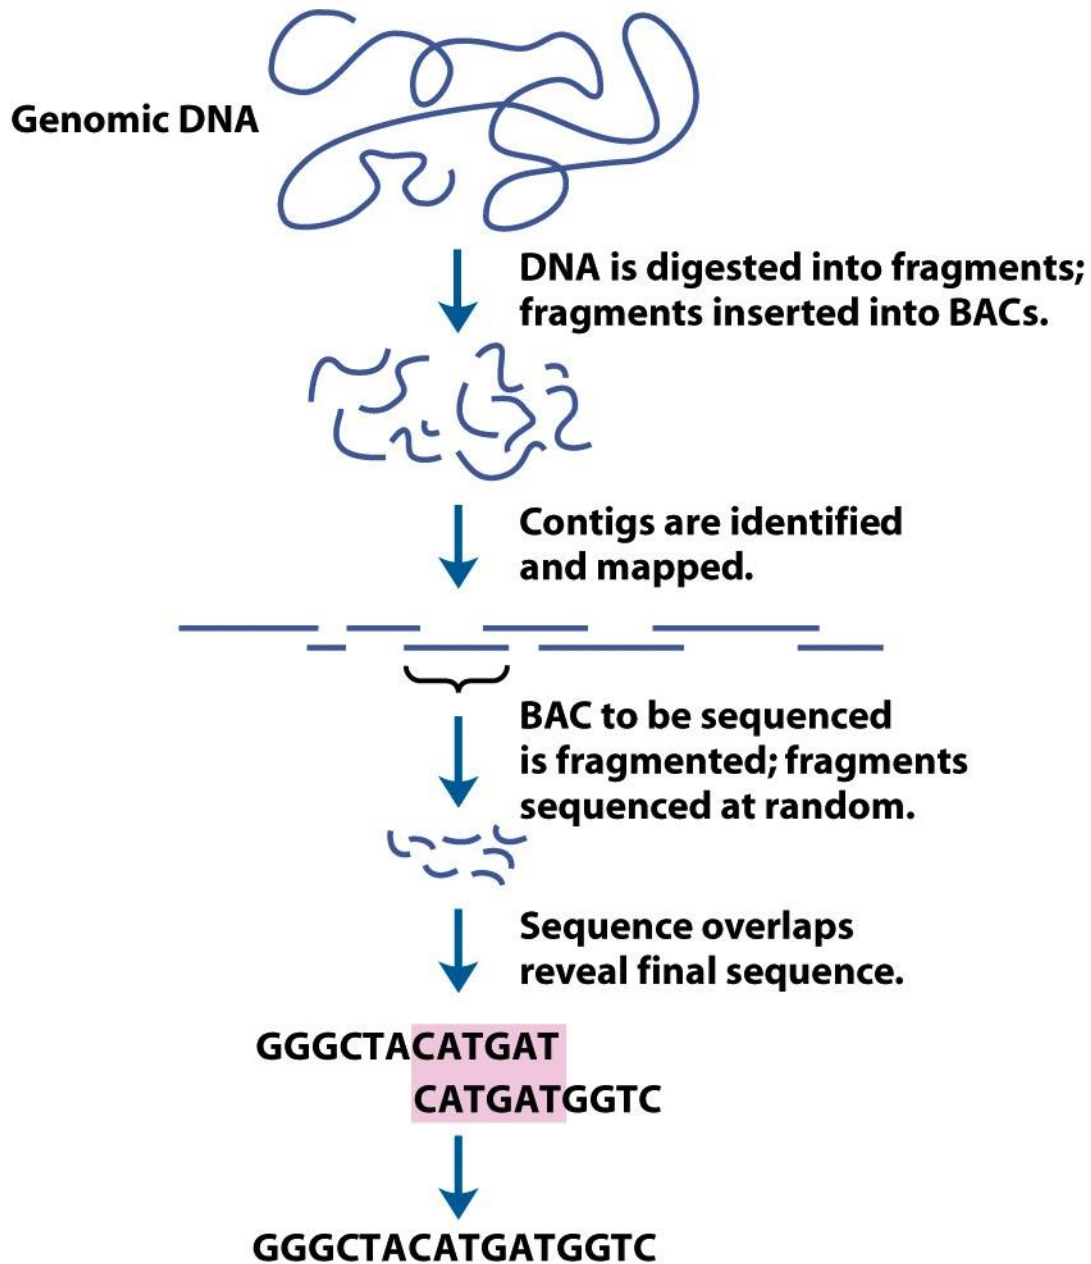 Genomic DNA
DNA is digested into fragments;
fragments inserted into BACs.
Contigs are identified
and mapped.
BAC to be sequenced
is fragmented; fragments
sequenced at random.
Sequence overlaps
reveal final sequence.
GGGCTACATGAT
CATGATGGTC
GGGCTACATGATGGTC